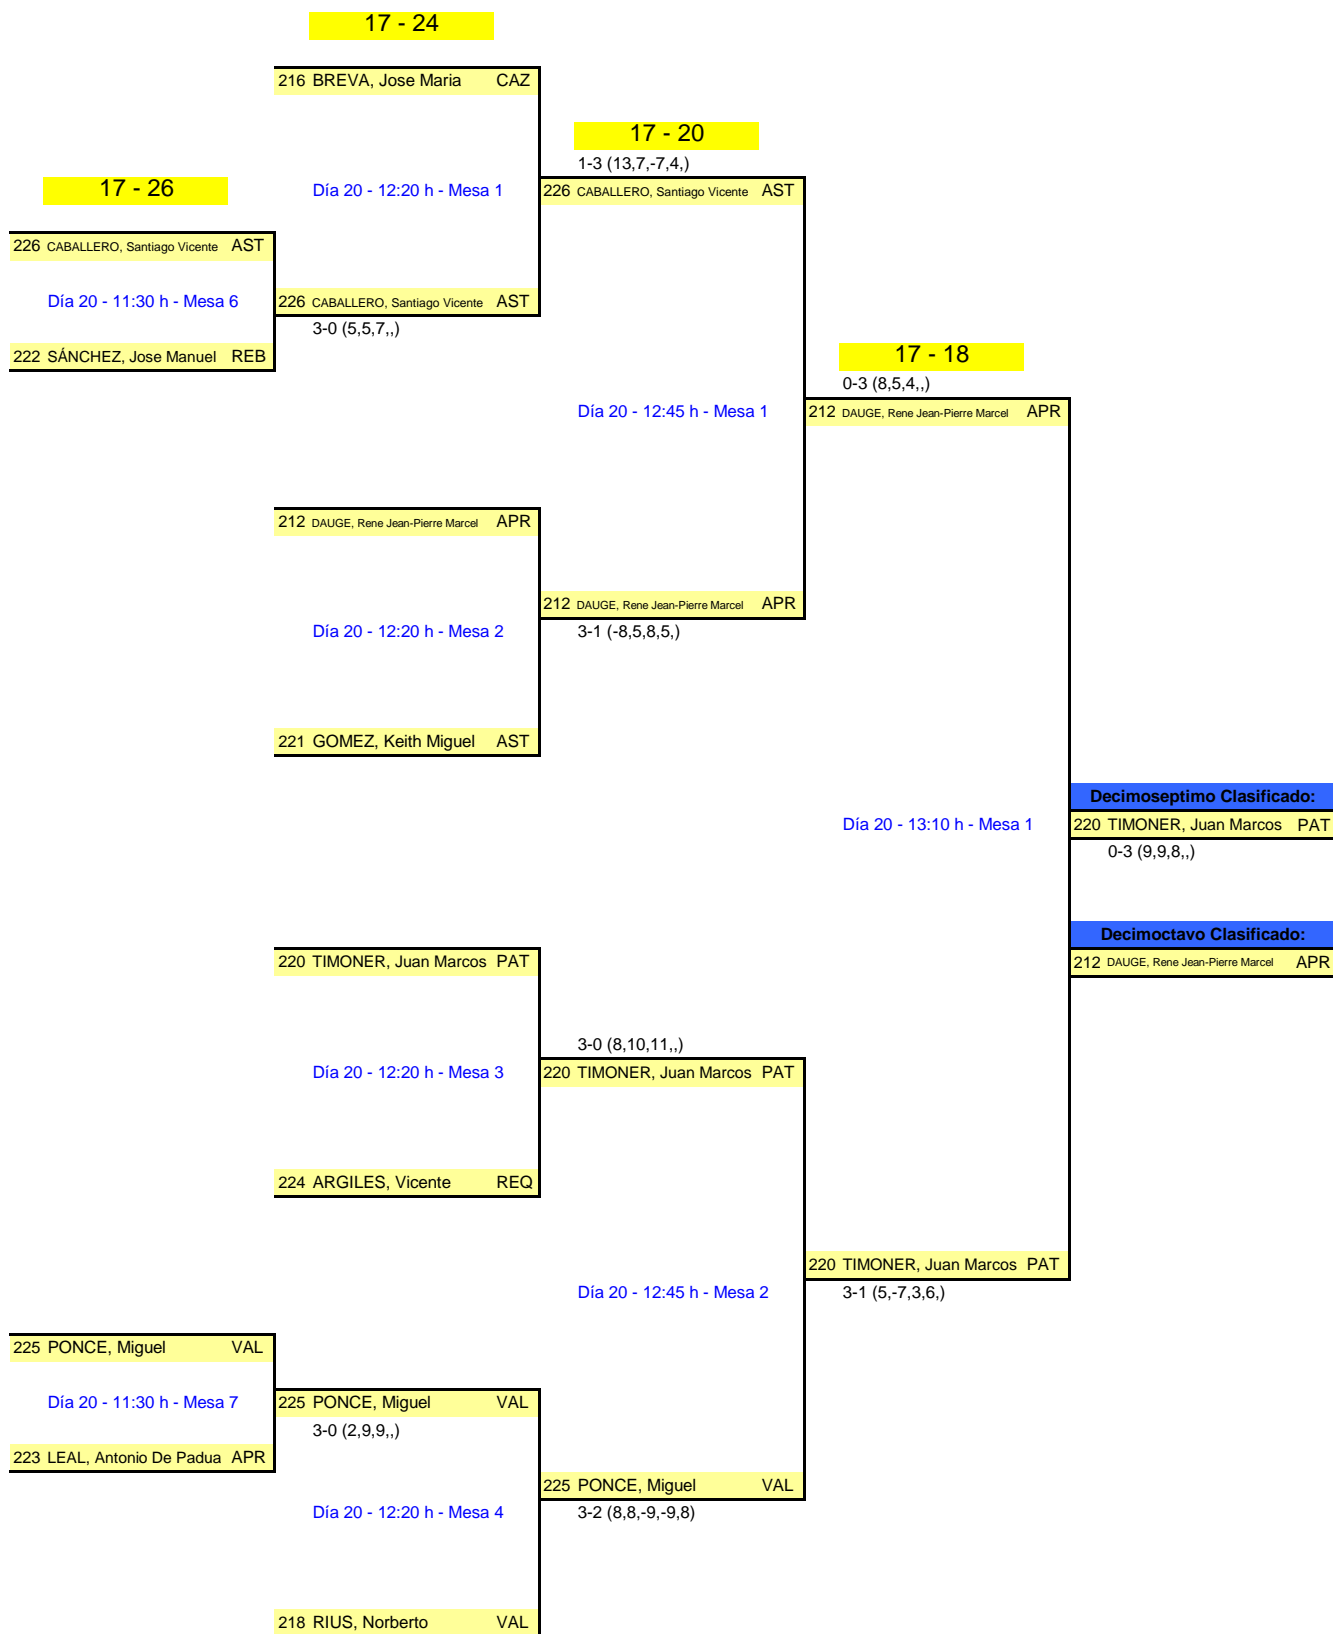 17 - 24
216 BREVA, Jose Maria CAZ
17 - 20
1-3 (13,7,-7,4,)
17 - 26
Día 20 - 12:20 h - Mesa 1
226 CABALLERO, Santiago Vicente AST
226 CABALLERO, Santiago Vicente AST
Día 20 - 11:30 h - Mesa 6
226 CABALLERO, Santiago Vicente AST
3-0 (5,5,7,,)
222 SÁNCHEZ, Jose Manuel REB
17 - 18
0-3 (8,5,4,,)
Día 20 - 12:45 h - Mesa 1
212 DAUGE, Rene Jean-Pierre Marcel APR
212 DAUGE, Rene Jean-Pierre Marcel APR
212 DAUGE, Rene Jean-Pierre Marcel APR
Día 20 - 12:20 h - Mesa 2
3-1 (-8,5,8,5,)
221 GOMEZ, Keith Miguel AST
Decimoseptimo Clasificado:
Día 20 - 13:10 h - Mesa 1
220 TIMONER, Juan Marcos PAT
0-3 (9,9,8,,)
Decimoctavo Clasificado:
220 TIMONER, Juan Marcos PAT
212 DAUGE, Rene Jean-Pierre Marcel APR
3-0 (8,10,11,,)
Día 20 - 12:20 h - Mesa 3
220 TIMONER, Juan Marcos PAT
224 ARGILES, Vicente REQ
220 TIMONER, Juan Marcos PAT
Día 20 - 12:45 h - Mesa 2
3-1 (5,-7,3,6,)
225 PONCE, Miguel VAL
Día 20 - 11:30 h - Mesa 7
225 PONCE, Miguel VAL
3-0 (2,9,9,,)
223 LEAL, Antonio De Padua APR
225 PONCE, Miguel VAL
Día 20 - 12:20 h - Mesa 4
3-2 (8,8,-9,-9,8)
218 RIUS, Norberto VAL